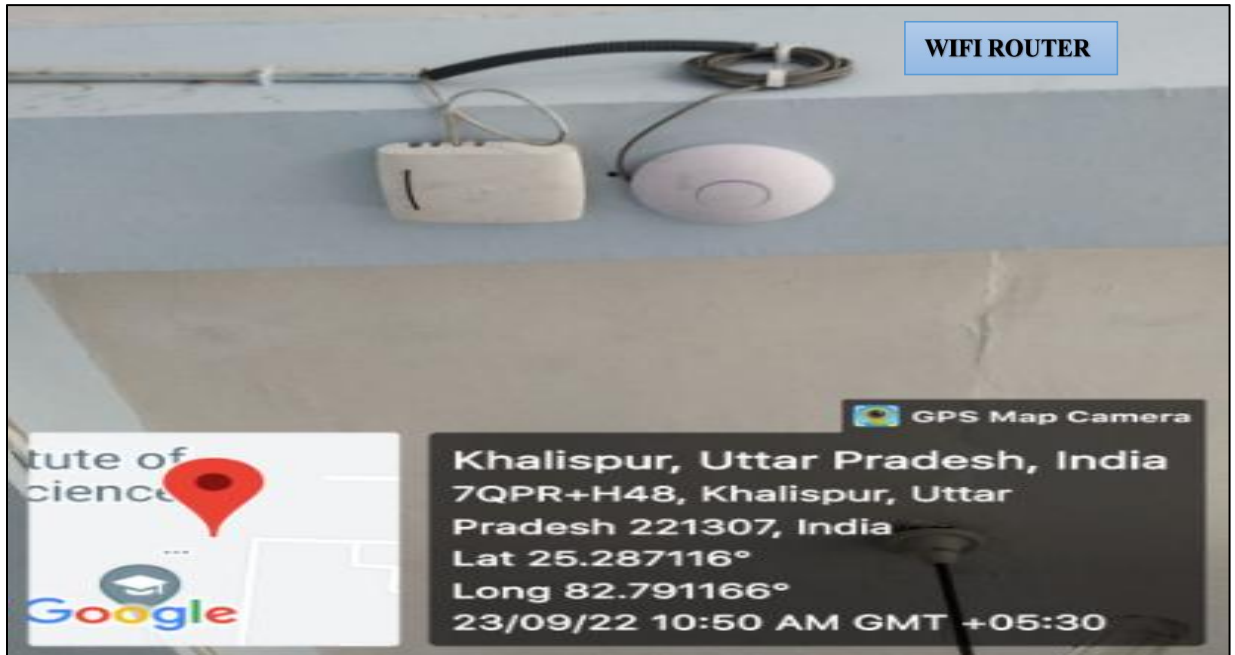 WIFI ROUTER
GPS Map Camera
tute of
cienc
Google
Khalispur, Uttar Pradesh, India
7QPR+H48, Khalispur, Uttar
Pradesh 221307, India
Lat 25.287116°
Long 82.791166°
23/09/22 10:50 AM GMT +05:30